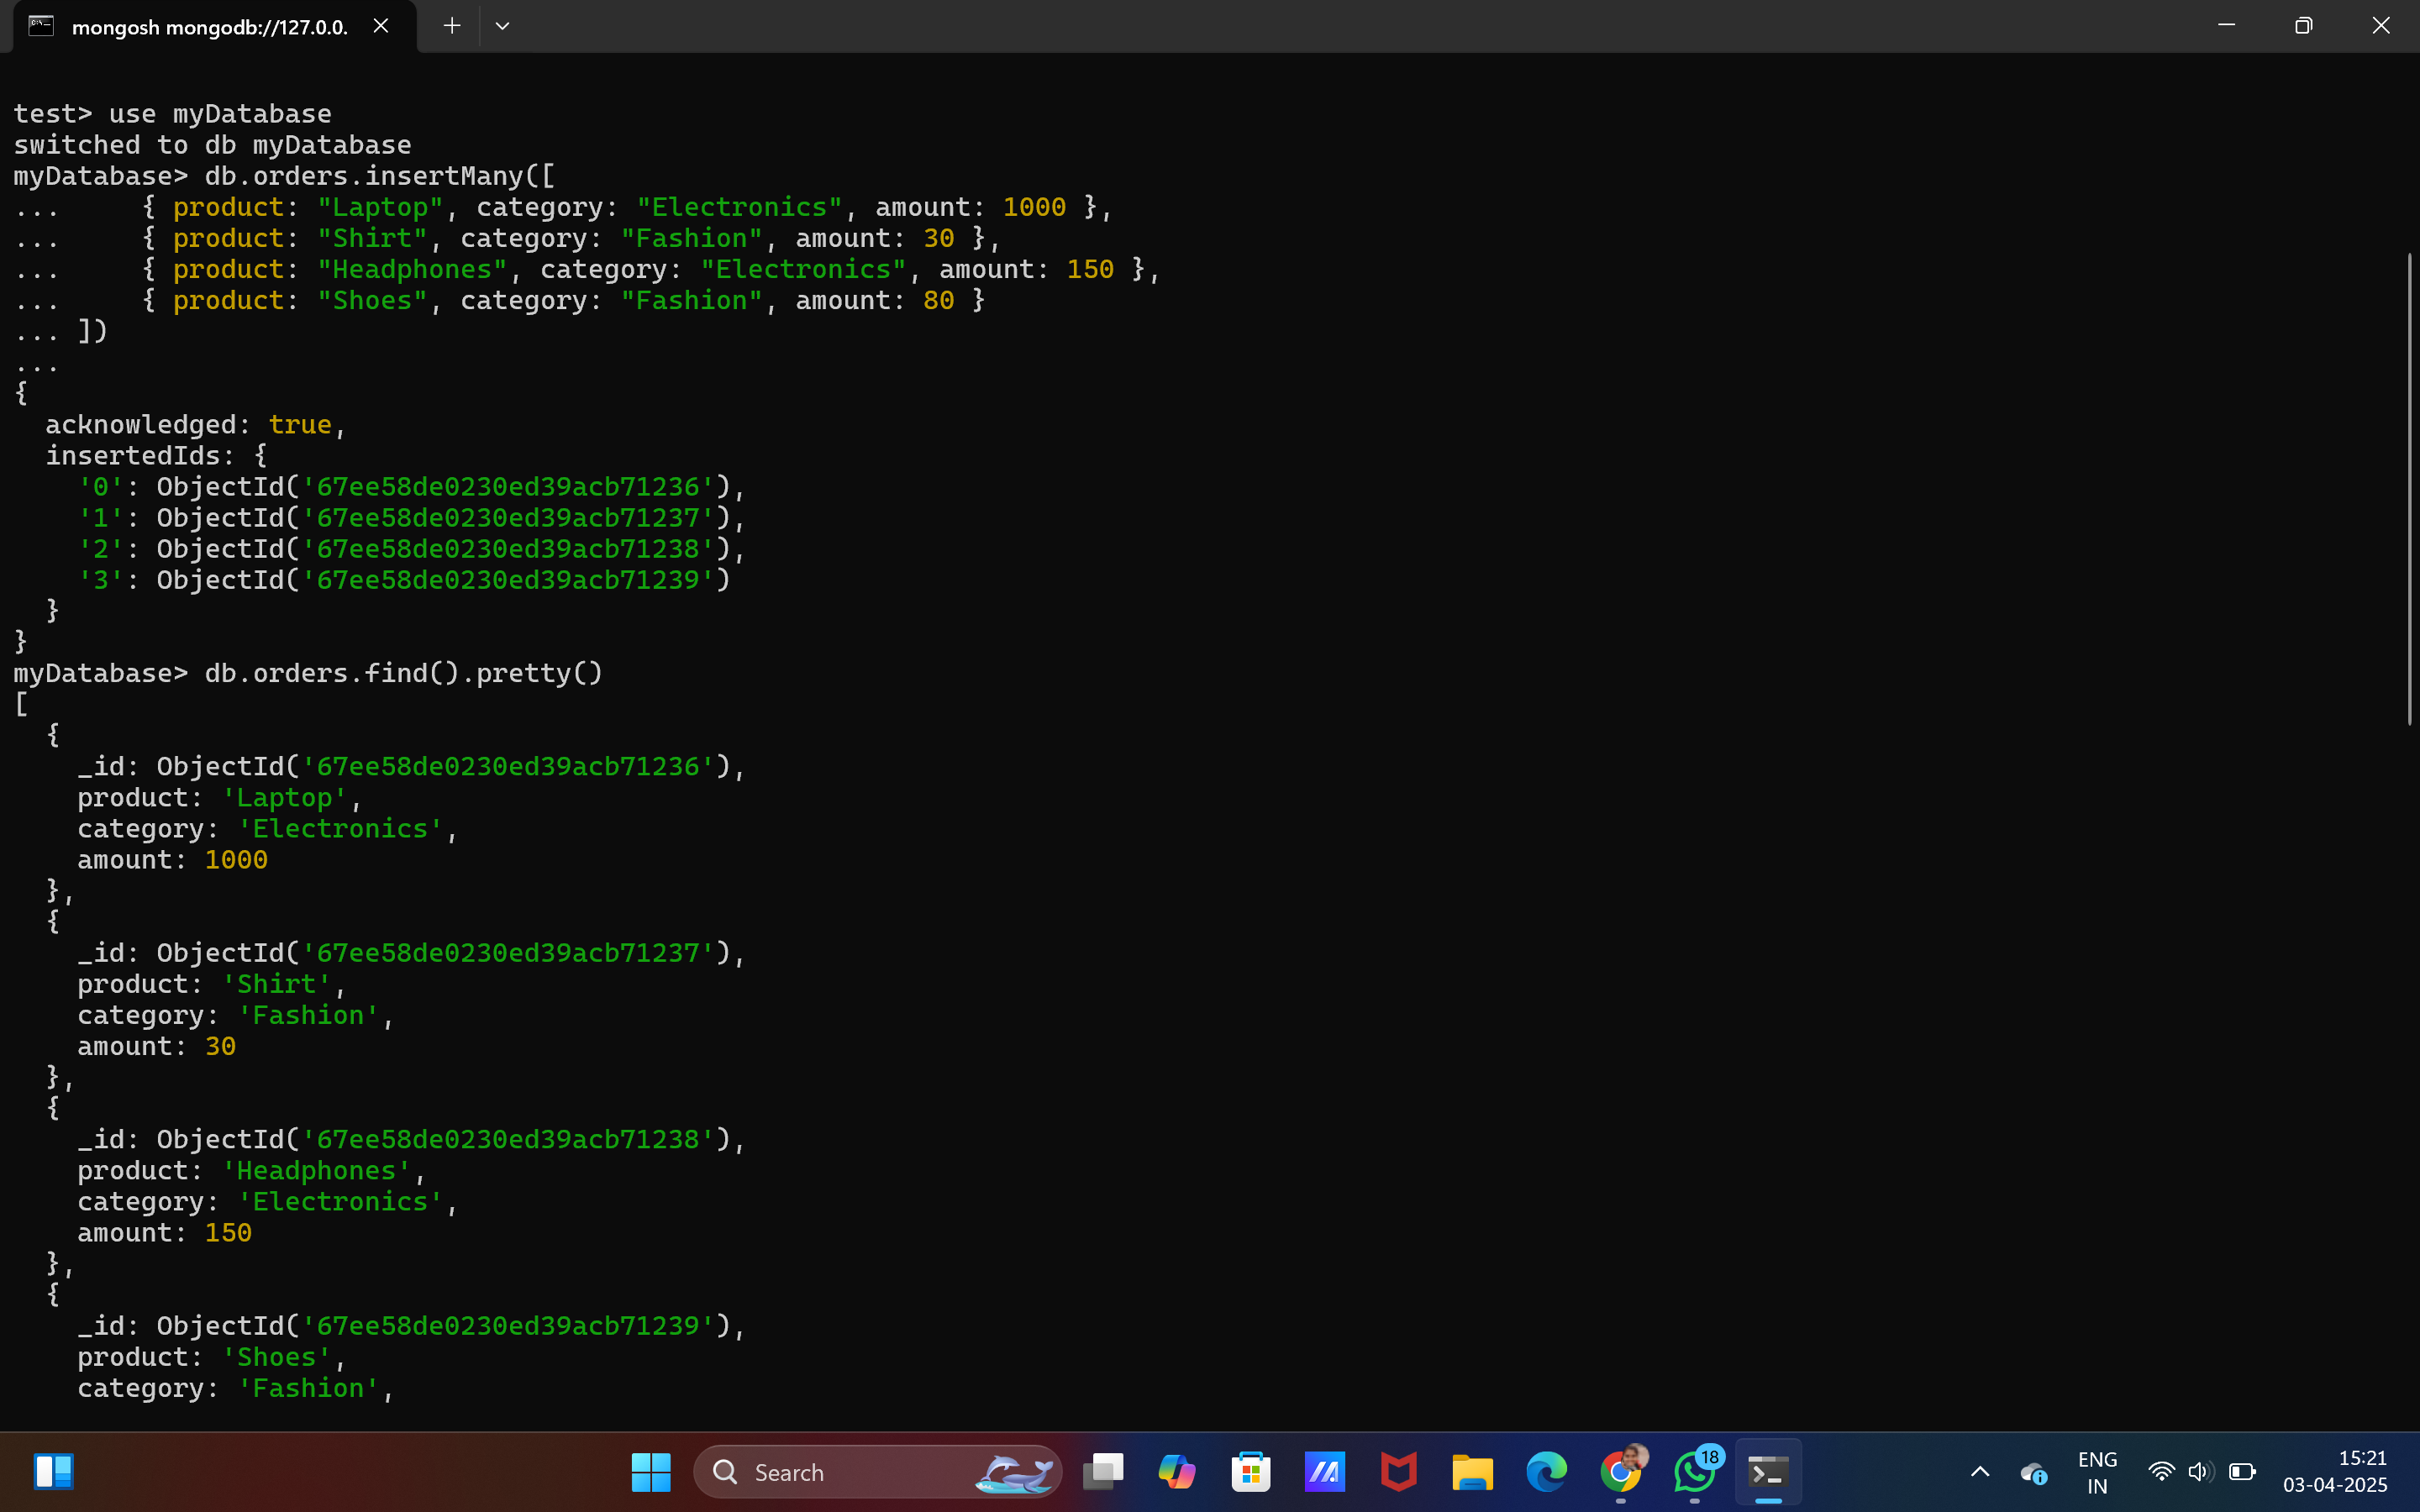 mongosh mongodb://127.0.0.
test> use myDatabase
switched to db myDatabase
myDatabase> db.orders.insertMany([
...     { product: "Laptop", category: "Electronics", amount: 1000 },
...     { product: "Shirt", category: "Fashion", amount: 30 },
...     { product: "Headphones", category: "Electronics", amount: 150 },
...     { product: "Shoes", category: "Fashion", amount: 80 }
... ])
...
{
  acknowledged: true,
  insertedIds: {
    '0': ObjectId('67ee58de0230ed39acb71236'),
    '1': ObjectId('67ee58de0230ed39acb71237'),
    '2': ObjectId('67ee58de0230ed39acb71238'),
    '3': ObjectId('67ee58de0230ed39acb71239')
  }
}
myDatabase> db.orders.find().pretty()
[
  {
    _id: ObjectId('67ee58de0230ed39acb71236'),
    product: 'Laptop',
    category: 'Electronics',
    amount: 1000
  },
  {
    _id: ObjectId('67ee58de0230ed39acb71237'),
    product: 'Shirt',
    category: 'Fashion',
    amount: 30
  },
  {
    _id: ObjectId('67ee58de0230ed39acb71238'),
    product: 'Headphones',
    category: 'Electronics',
    amount: 150
  },
  {
    _id: ObjectId('67ee58de0230ed39acb71239'),
    product: 'Shoes',
    category: 'Fashion',
Search
18
ENG
IN
15:21
03-04-2025